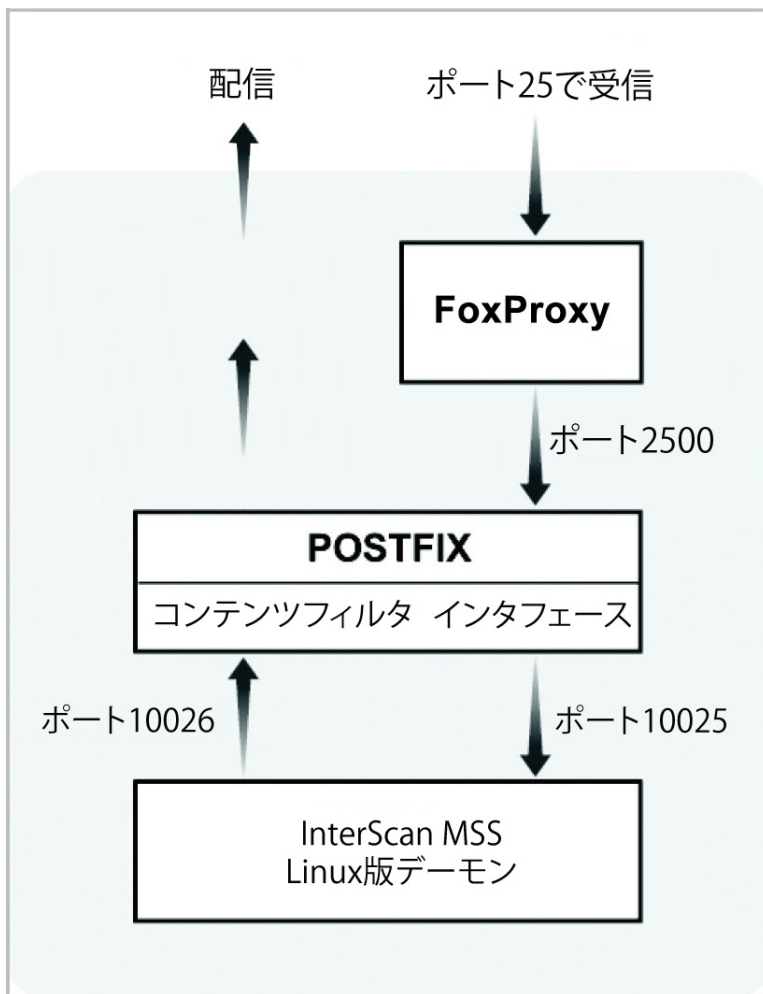 配信
ポート25で受信
FoxProxy
ポート2500
POSTFIX
コンテンツフィルタ インタフェース
ポート10026
ポート10025
InterScan MSS
Linux版デーモン